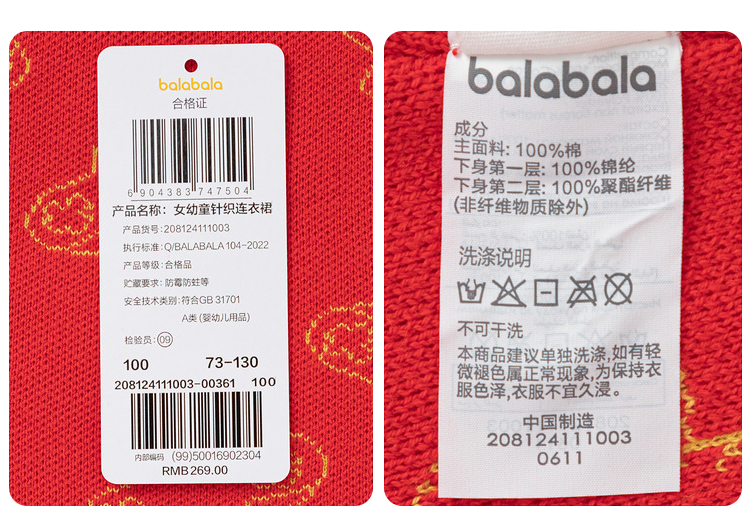 balabala
合格证
6 904383 747504
产品名称: 女幼童针织连衣裙
产品货号: 208124111003
执行标准: Q/BALABALA 104-2022
产品等级: 合格品
贮藏要求: 防霉防蛀等
安全技术类别: 符合GB 31701
A类 (婴幼儿用品)
检验员: 09
100 73-130
208124111003-00361 100
内部编码 (99)50016902304
RMB 269.00
balabala
成分
主面料: 100%棉
下身第一层: 100%锦纶
下身第二层: 100%聚酯纤维
(非纤维物质除外)
洗涤说明
不可干洗
本商品建议单独洗涤,如有轻
微褪色属正常现象,为保持衣
服色泽,衣服不宜久浸。
中国制造
208124111003
0611